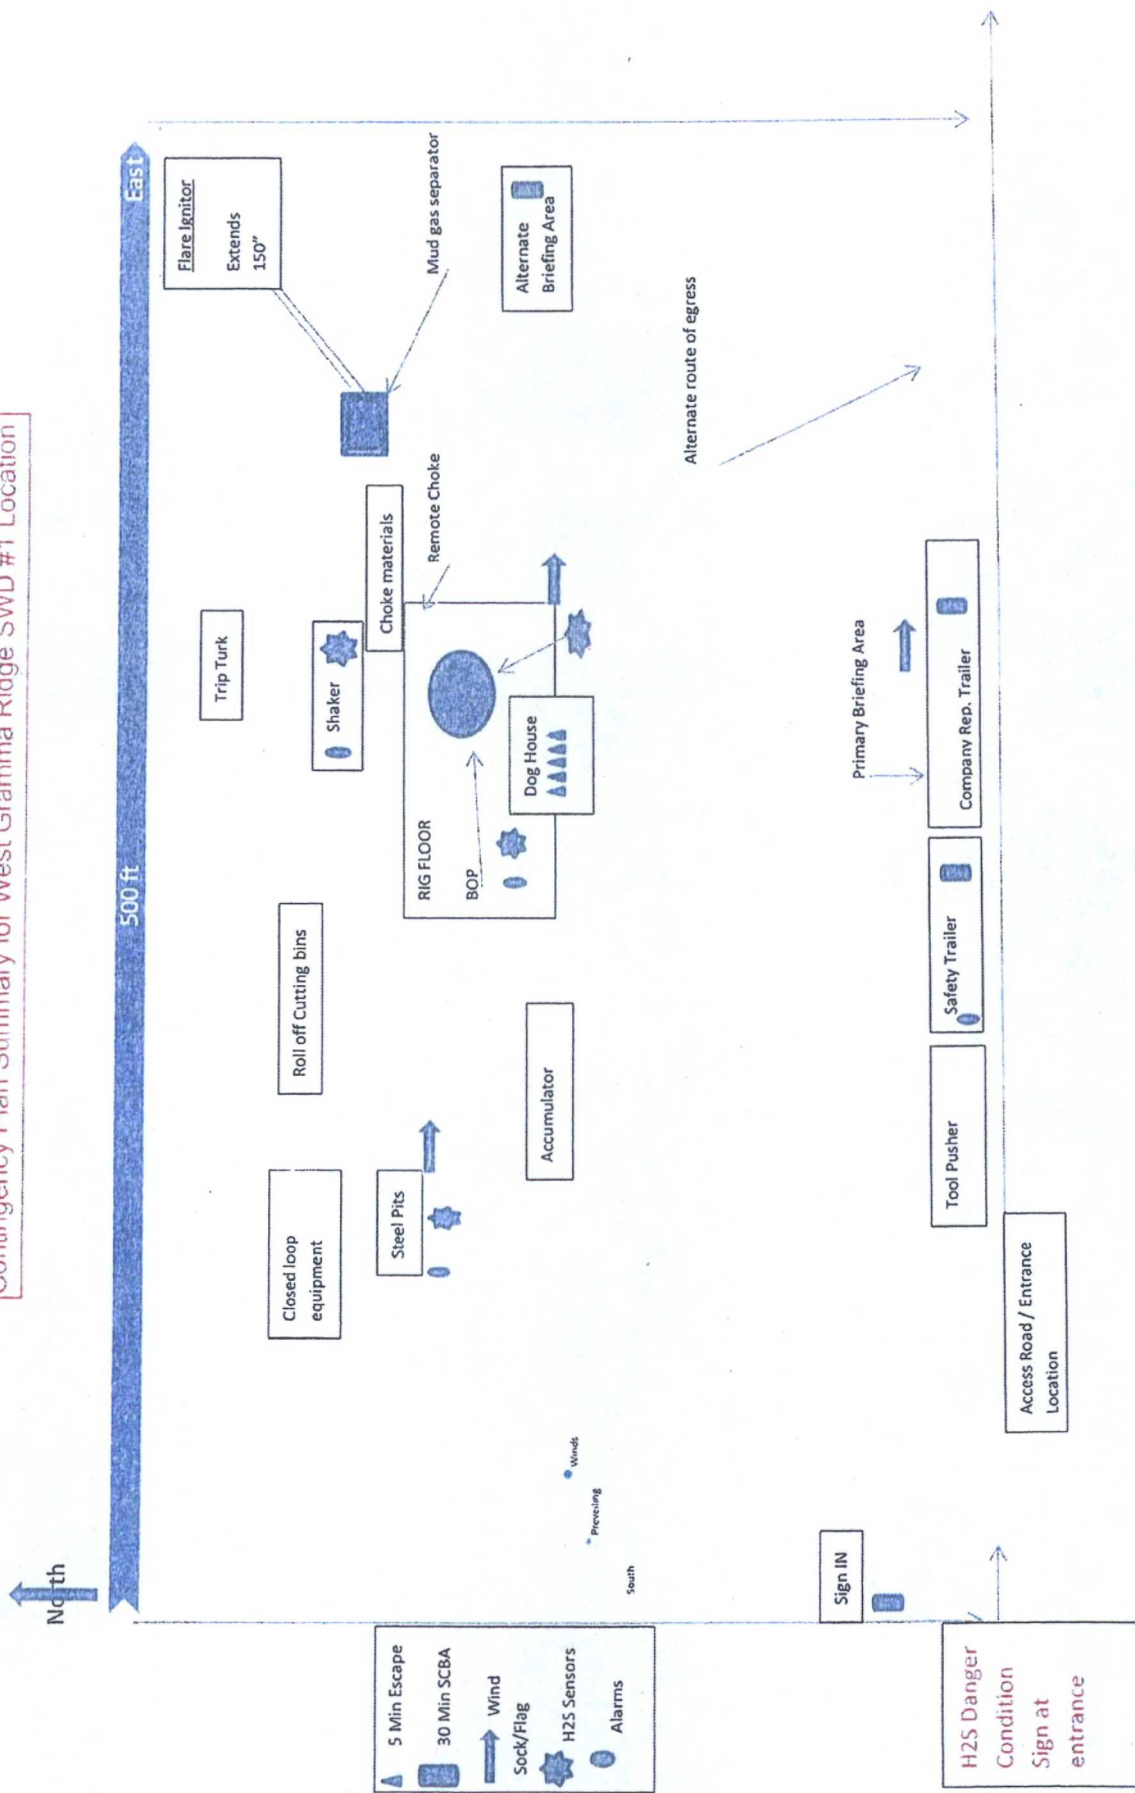 Contingency Plan Summary for West Gramma Ridge SWD #1 Location
North
500 ft
East
Flare Ignitor
Extends
150"
Trip Turk
Mud gas separator
Roll off Cutting bins
Shaker
Closed loop
equipment
Choke materials
Remote Choke
Steel Pits
RIG FLOOR
BOP
Dog House
Alternate
Briefing Area
Accumulator
Winds
Preveiling
South
Alternate route of egress
5 Min Escape
30 Min SCBA
Wind
Sock/Flag
H2S Sensors
Alarms
Primary Briefing Area
Sign IN
Tool Pusher
Safety Trailer
Company Rep. Trailer
Access Road / Entrance
Location
H2S Danger
Condition
Sign at
entrance